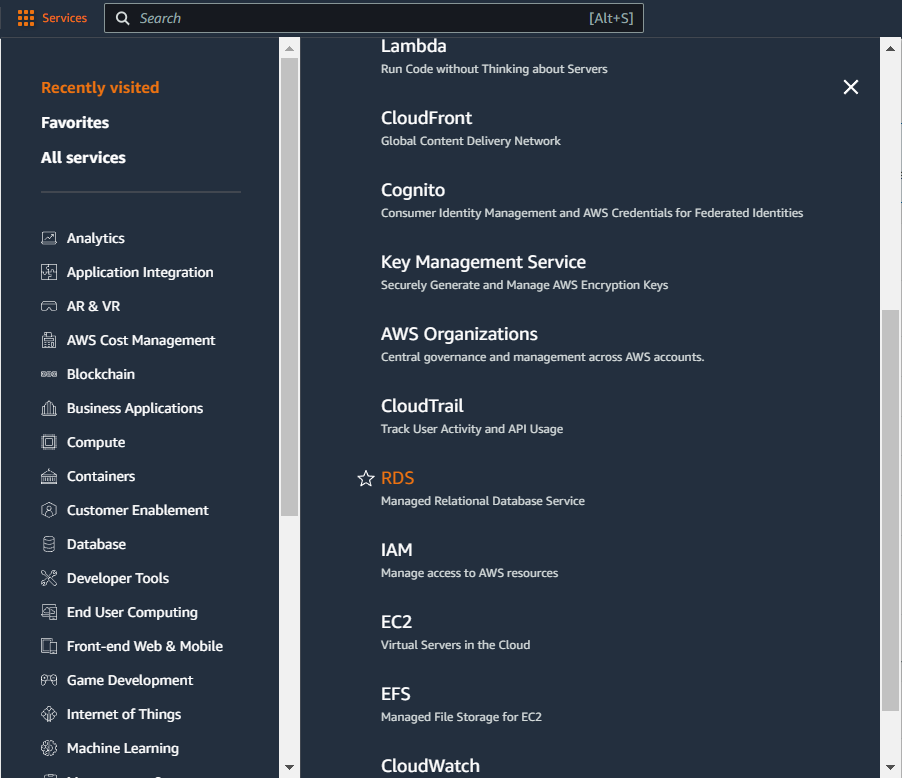 Services
Search [Alt+S]
Recently visited
Favorites
All services
Analytics
Application Integration
AR & VR
AWS Cost Management
Blockchain
Business Applications
Compute
Containers
Customer Enablement
Database
Developer Tools
End User Computing
Front-end Web & Mobile
Game Development
Internet of Things
Machine Learning
Lambda
Run Code without Thinking about Servers
CloudFront
Global Content Delivery Network
Cognito
Consumer Identity Management and AWS Credentials for Federated Identities
Key Management Service
Securely Generate and Manage AWS Encryption Keys
AWS Organizations
Central governance and management across AWS accounts.
CloudTrail
Track User Activity and API Usage
RDS
Managed Relational Database Service
IAM
Manage access to AWS resources
EC2
Virtual Servers in the Cloud
EFS
Managed File Storage for EC2
CloudWatch